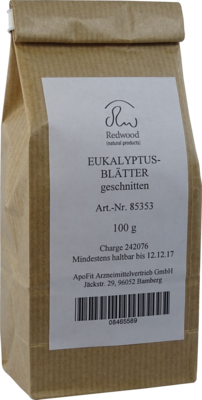 Redwood
[natural products]
EUKALYPTUS-
BLÄTTER
geschnitten
Art.-Nr. 85353
100 g
Charge 242076
Mindestens haltbar bis 12.12.17
ApoFit Arzneimittelvertrieb GmbH
Jäckstr. 29, 96052 Bamberg
08465589